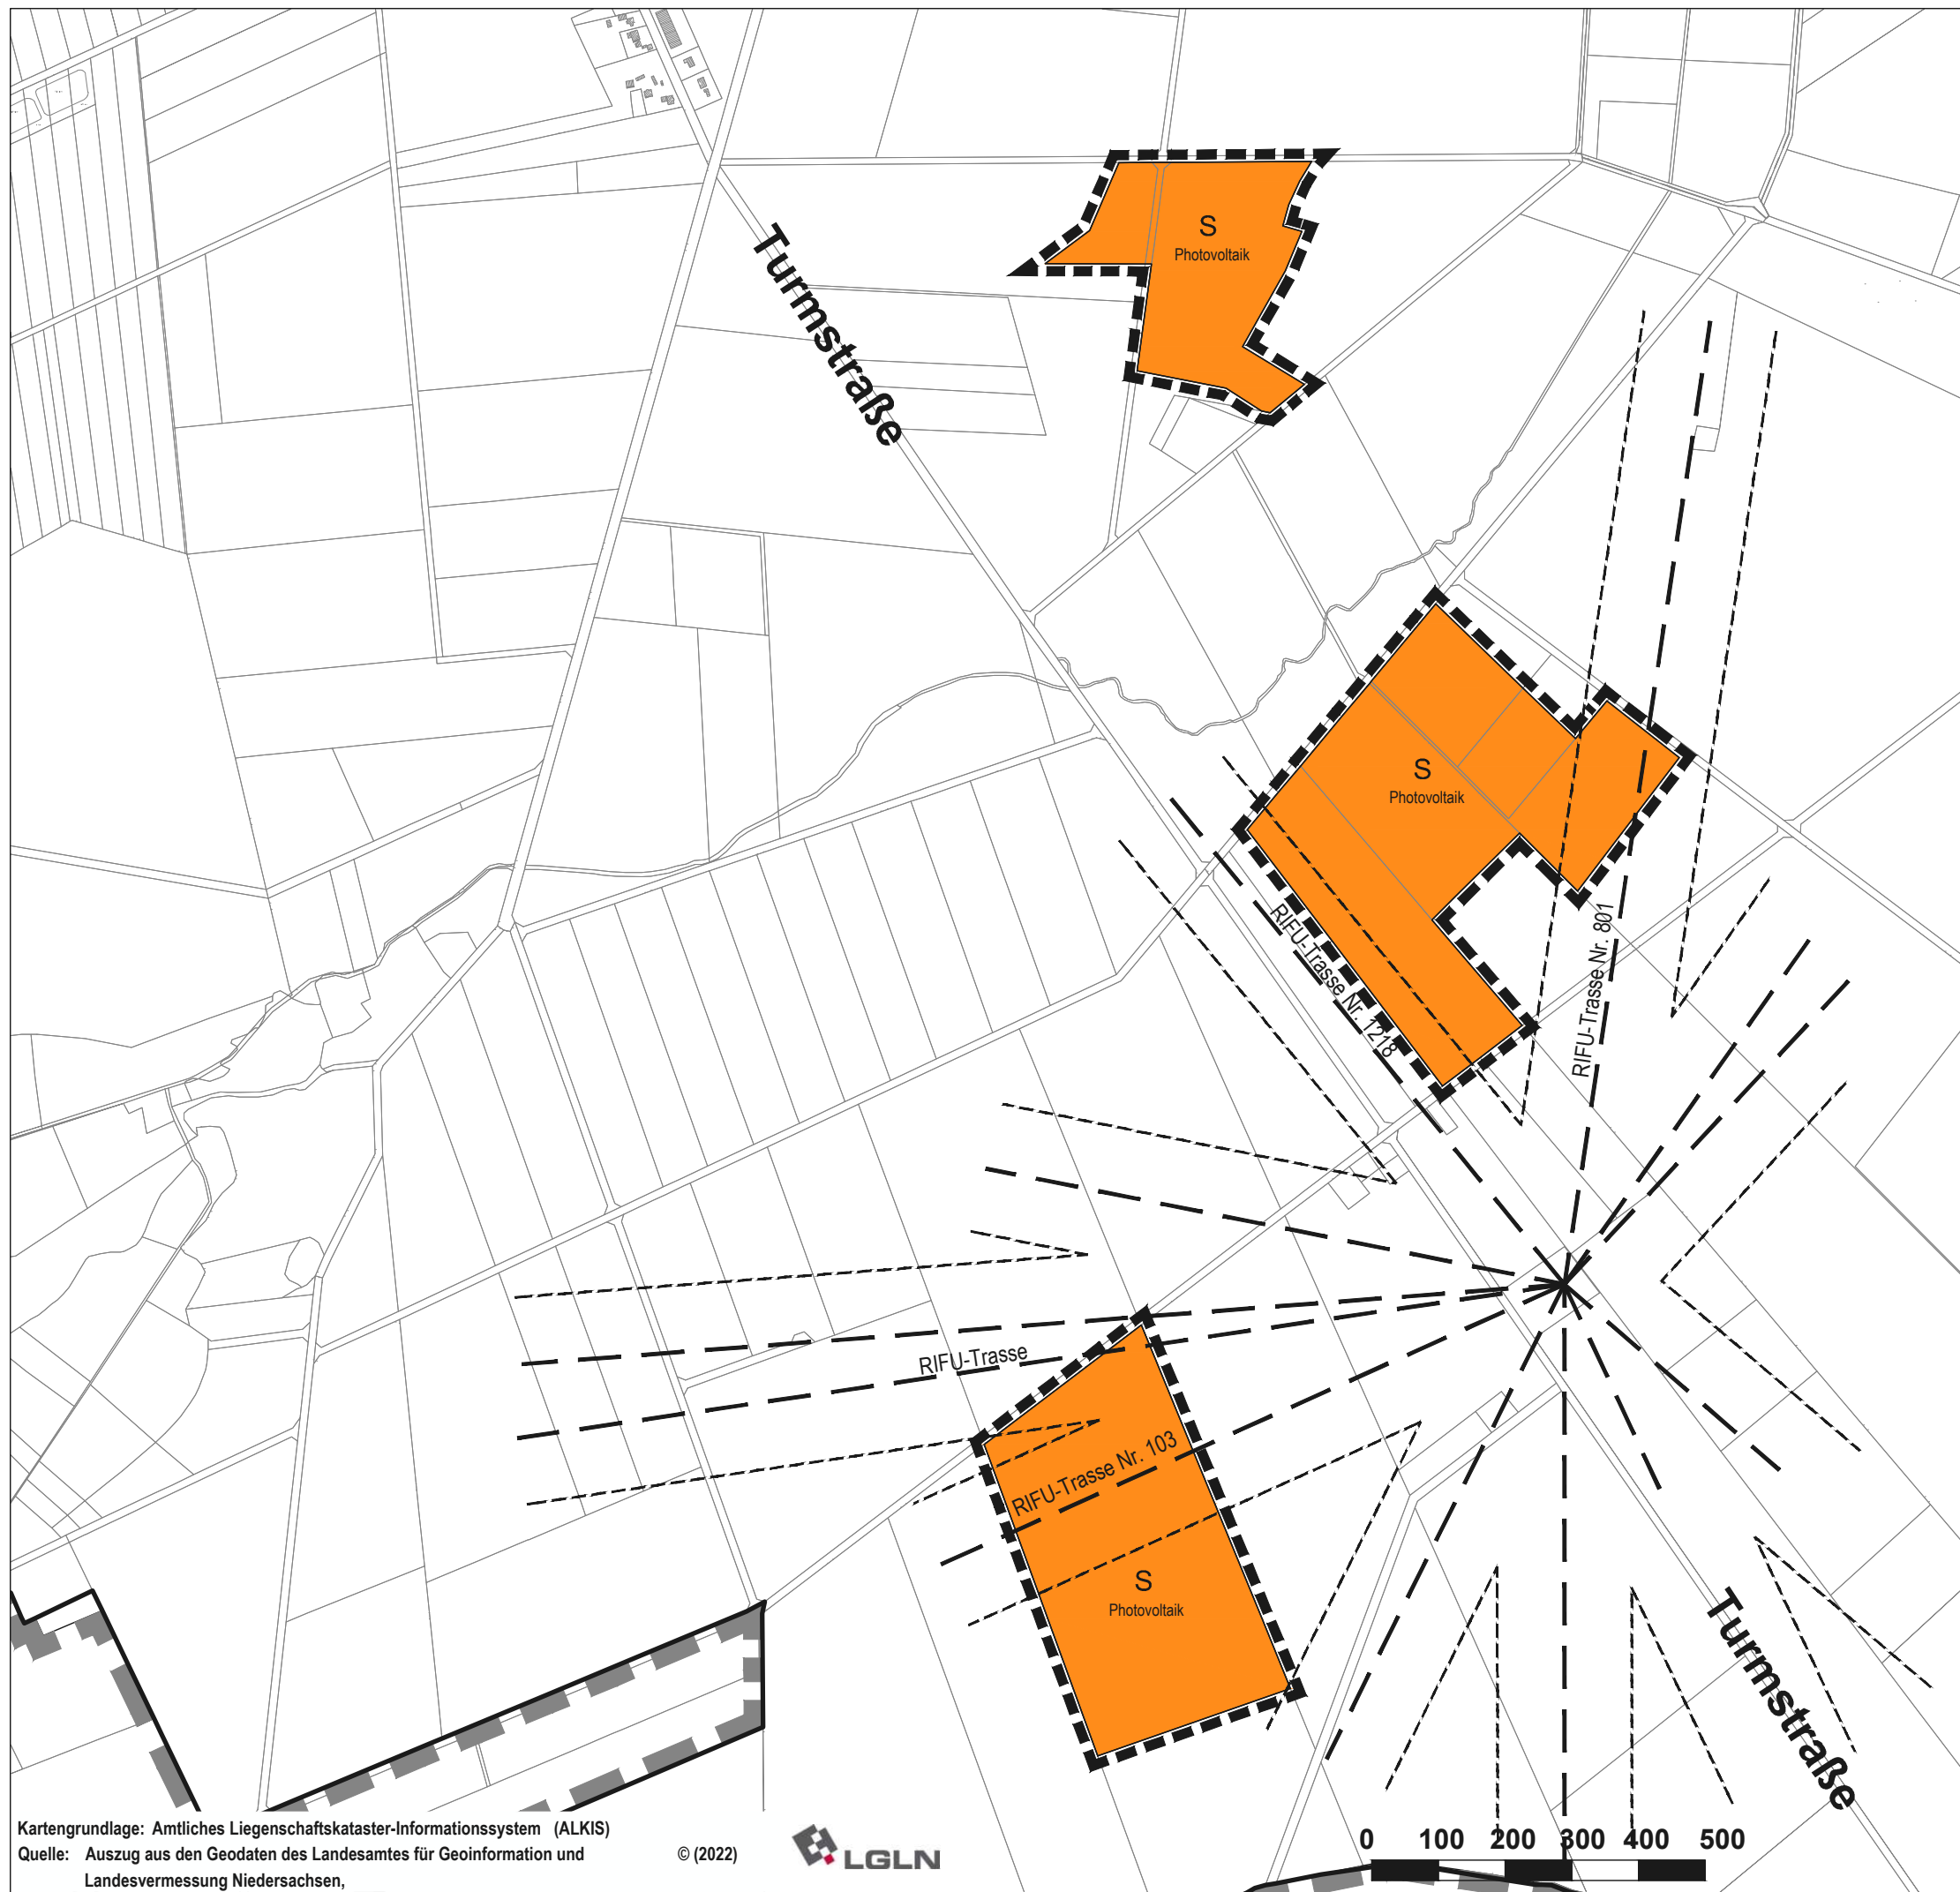 Turmstraße
S
Photovoltaik
S
Photovoltaik
RIFU-Trasse Nr. 1218
RIFU-Trasse Nr. 801
RIFU-Trasse
RIFU-Trasse Nr. 103
S
Photovoltaik
Turmstraße
Kartengrundlage: Amtliches Liegenschaftskataster-Informationssystem (ALKIS)
Quelle: Auszug aus den Geodaten des Landesamtes für Geoinformation und
Landesvermessung Niedersachsen,
© (2022)
LGLN
0 100 200 300 400 500